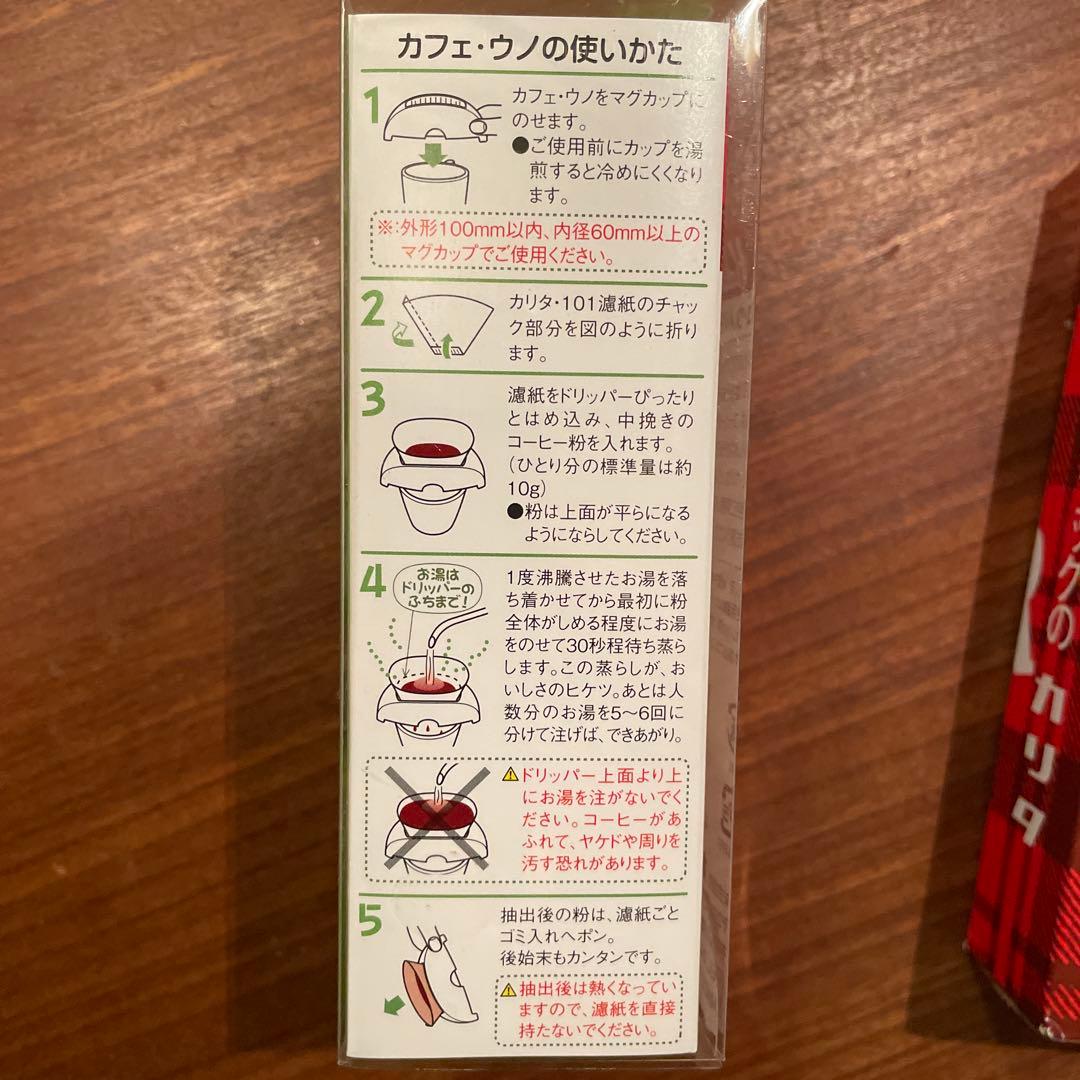 カフェ・ウノの使いかた
1
カフェ・ウノをマグカップに
のせます。
●ご使用前にカップを湯
煎すると冷めにくくなり
ます。
※:外形100mm以内、内径60mm以上の
マグカップでご使用ください。
2
カリタ・101濾紙のチャッ
ク部分を図のように折り
ます。
3
濾紙をドリッパーぴったり
とはめ込み、中挽きの
コーヒー粉を入れます。
(ひとり分の標準量は約
10g)
●粉は上面が平らになる
ようにならしてください。
4
お湯は
ドリッパーの
ふちまで!
1度沸騰させたお湯を落
ち着かせてから最初に粉
全体がしめる程度にお湯
をのせて30秒程待ち蒸ら
します。この蒸らしが、お
いしさのヒケツ。あとは人
数分のお湯を5〜6回に
分けて注げば、できあがり。
⚠ドリッパー上面より上
にお湯を注がないでく
ださい。コーヒーがあ
ふれて、ヤケドや周りを
汚す恐れがあります。
5
抽出後の粉は、濾紙ごと
ゴミ入れへポン。
後始末もカンタンです。
⚠抽出後は熱くなってい
ますので、濾紙を直接
持たないでください。
の
カリタ